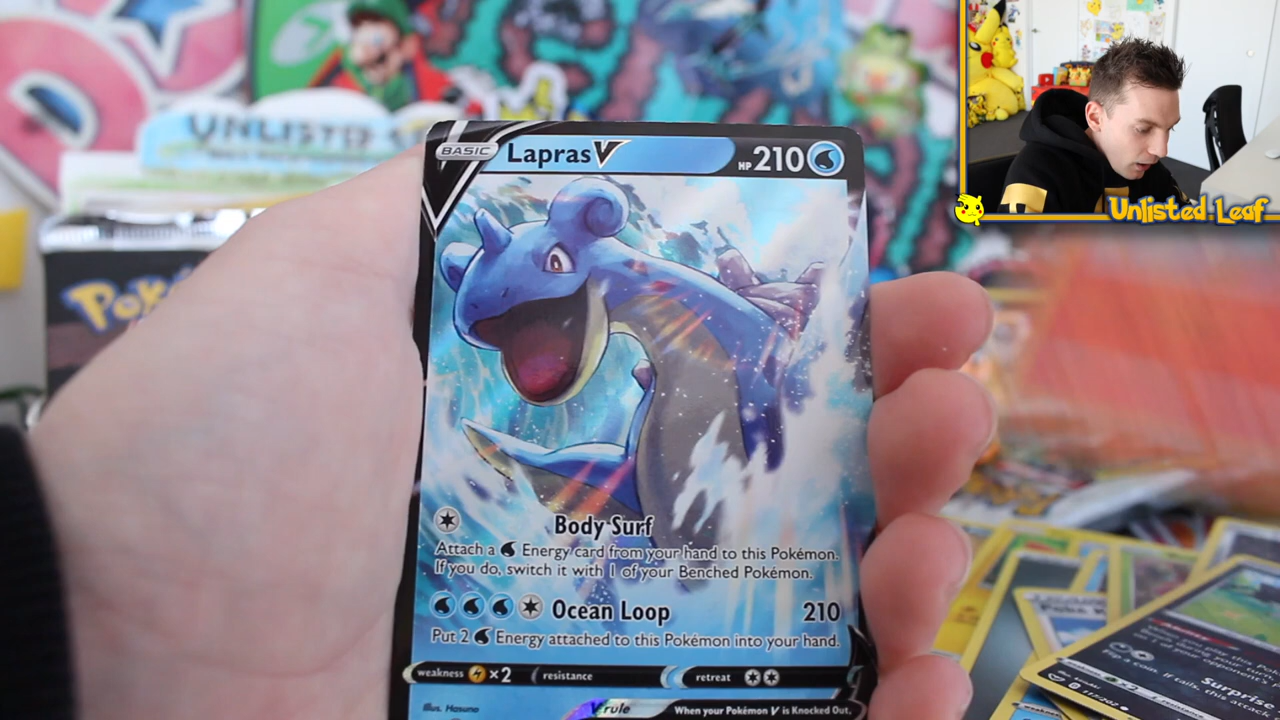 BASIC Lapras V HP 210
Body Surf
Attach a Energy card from your hand to this Pokémon.
If you do, switch it with 1 of your Benched Pokémon.
Ocean Loop 210
Put 2 Energy attached to this Pokémon into your hand.
weakness ×2 resistance retreat
Illus. Hasuno
V rule When your Pokémon V is Knocked Out,
Unlisted Leaf
UNLISTED
Poké
Surprise